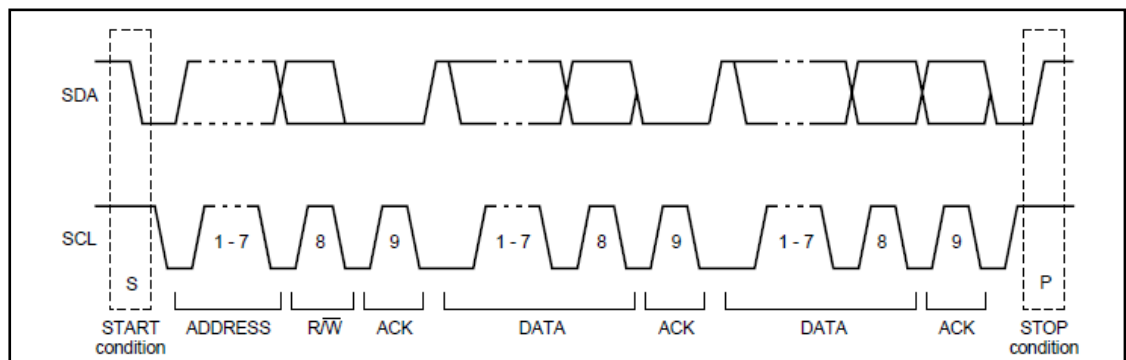 SDA
SCL
1 - 7 8 9 1 - 7 8 9 1 - 7 8 9
S P
START condition ADDRESS R/W̅ ACK DATA ACK DATA ACK STOP condition